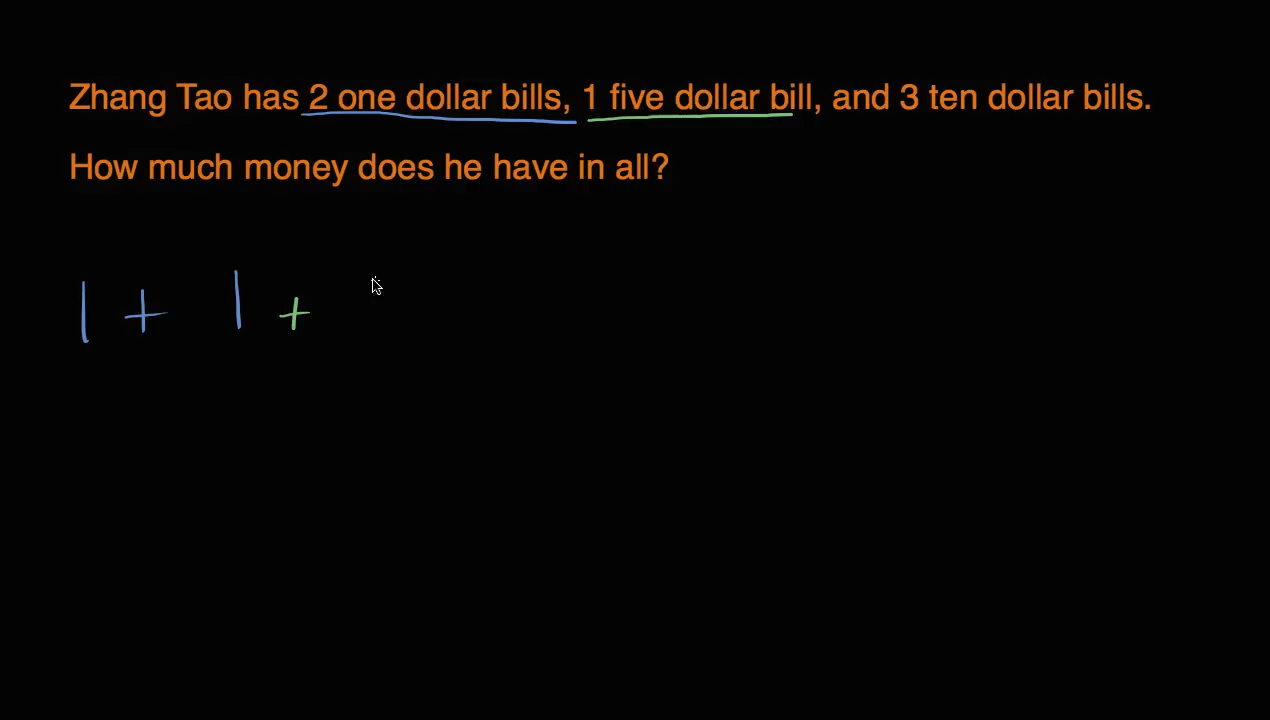 Zhang Tao has 2 one dollar bills, 1 five dollar bill, and 3 ten dollar bills.
How much money does he have in all?
1 + 1 +